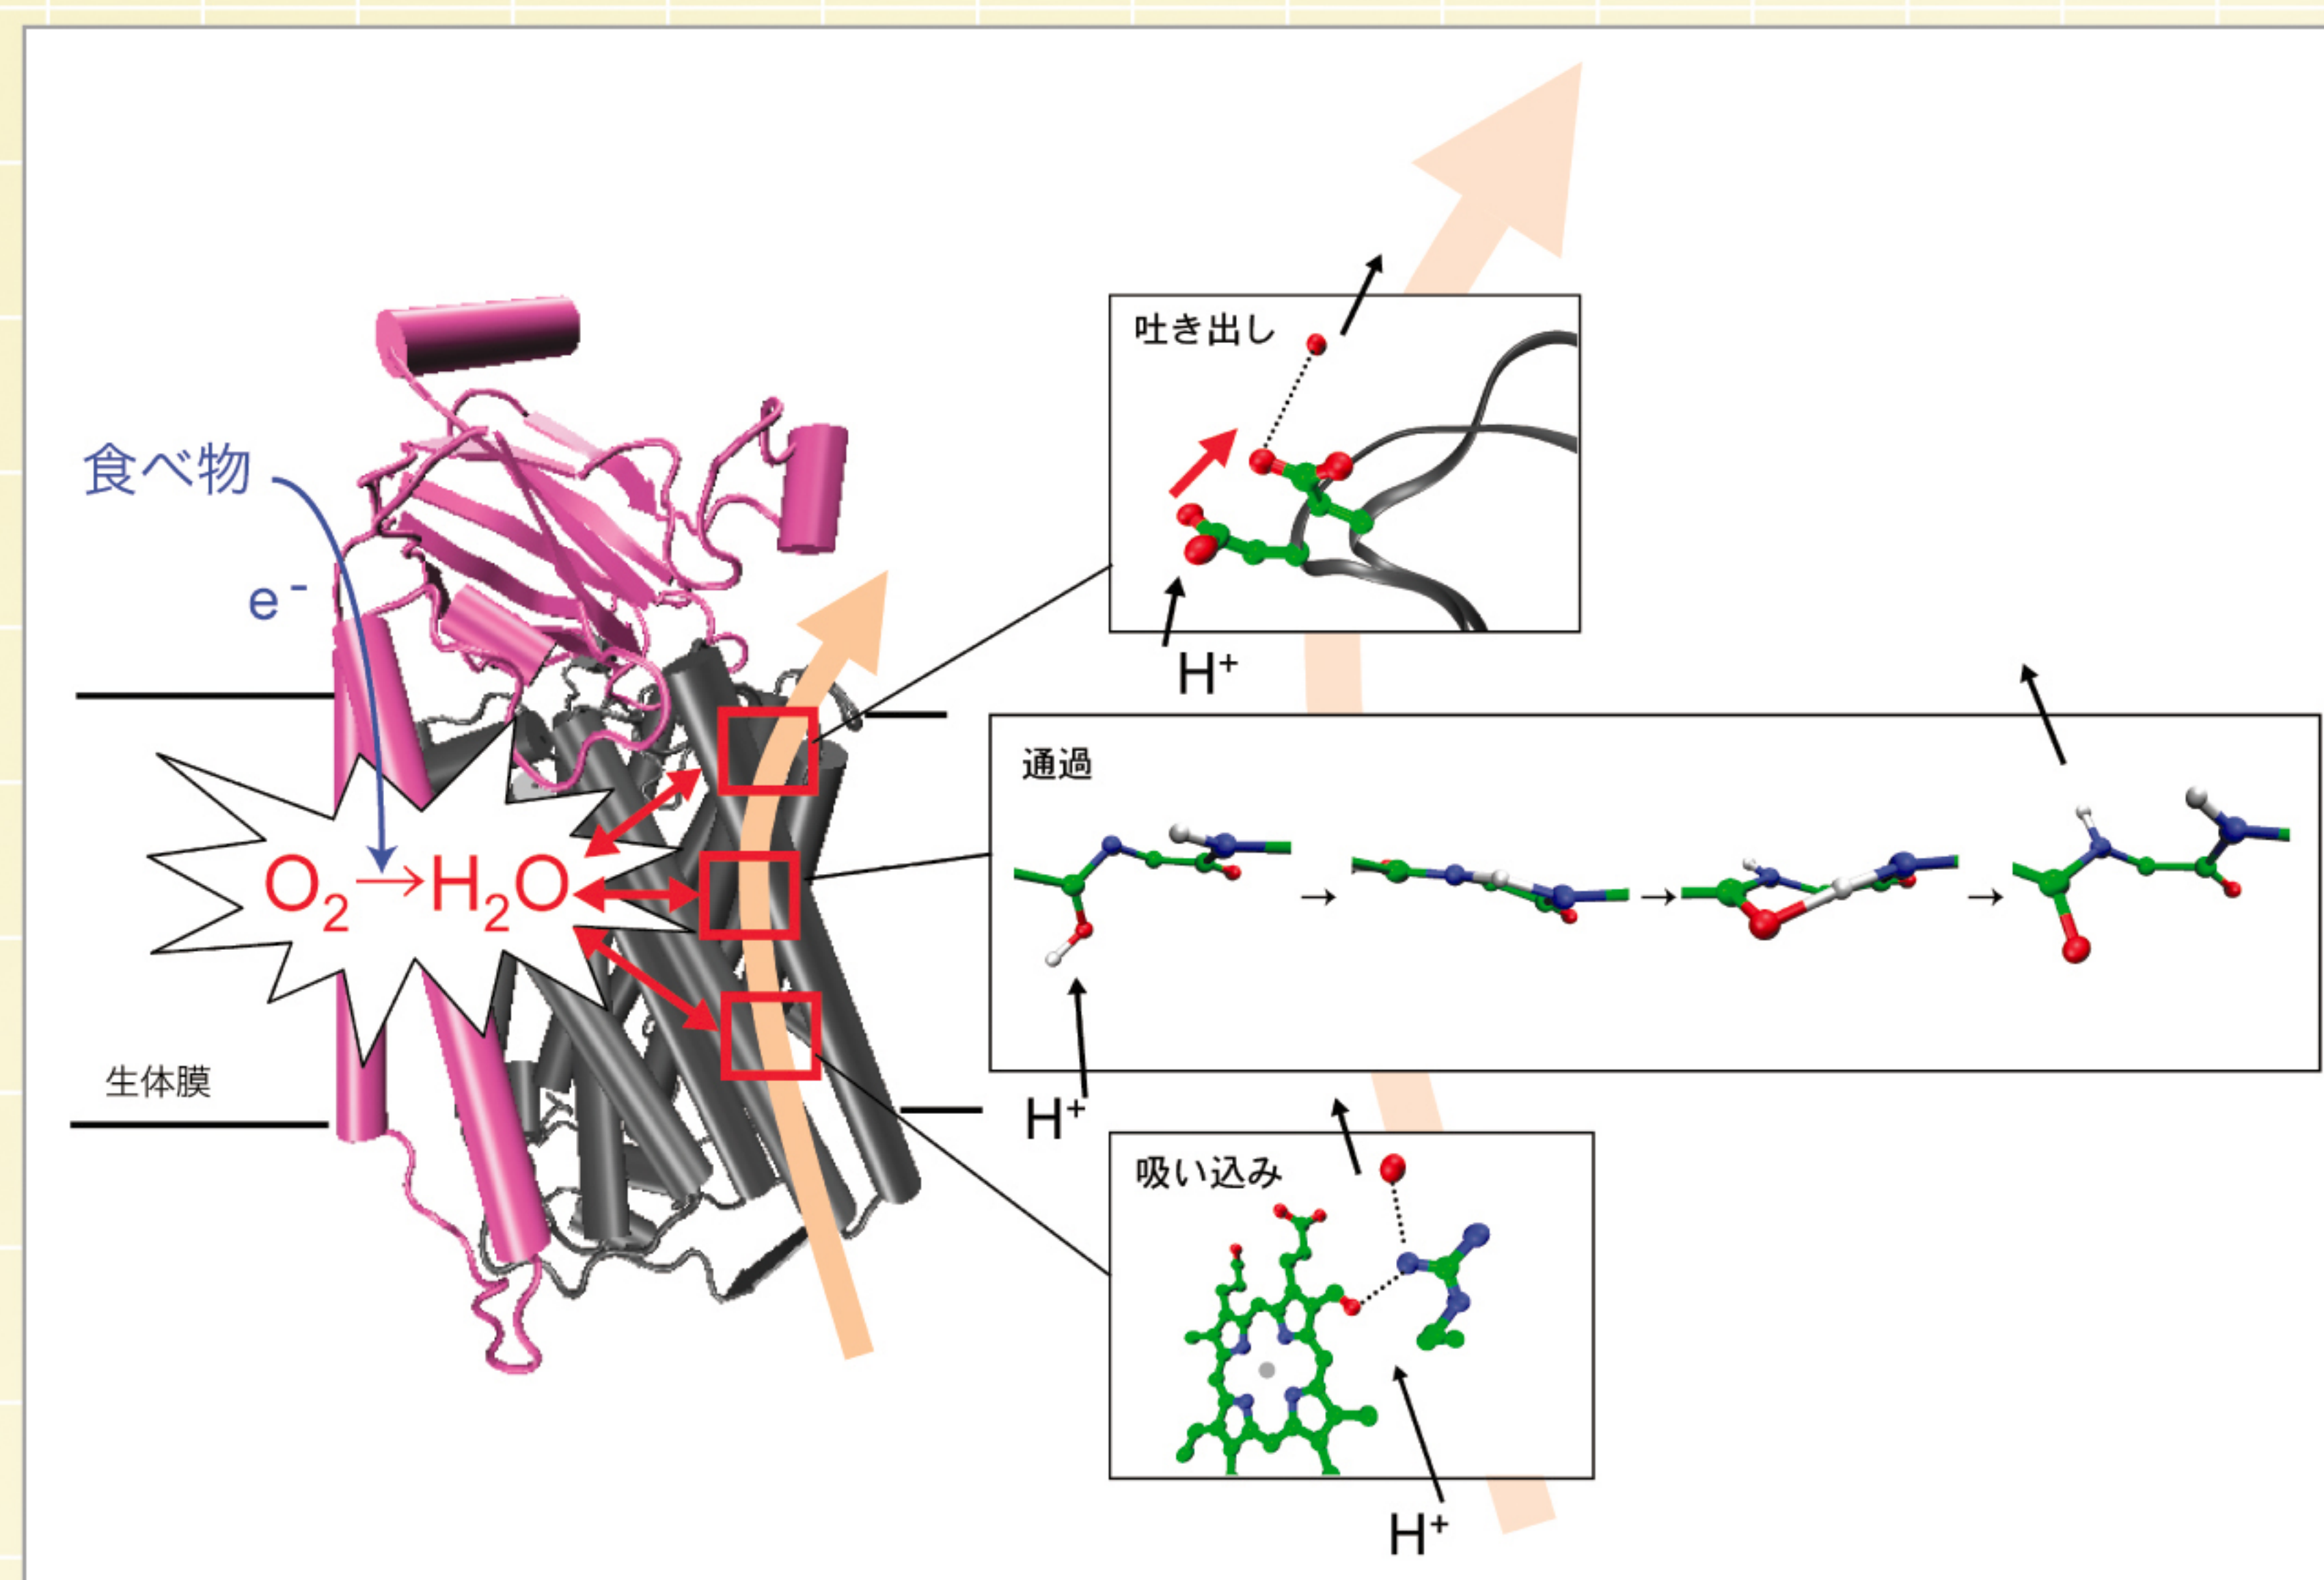 吐き出し
H⁺
食べ物
e⁻
通過
O₂→H₂O
→
→
→
生体膜
H⁺
吸い込み
H⁺